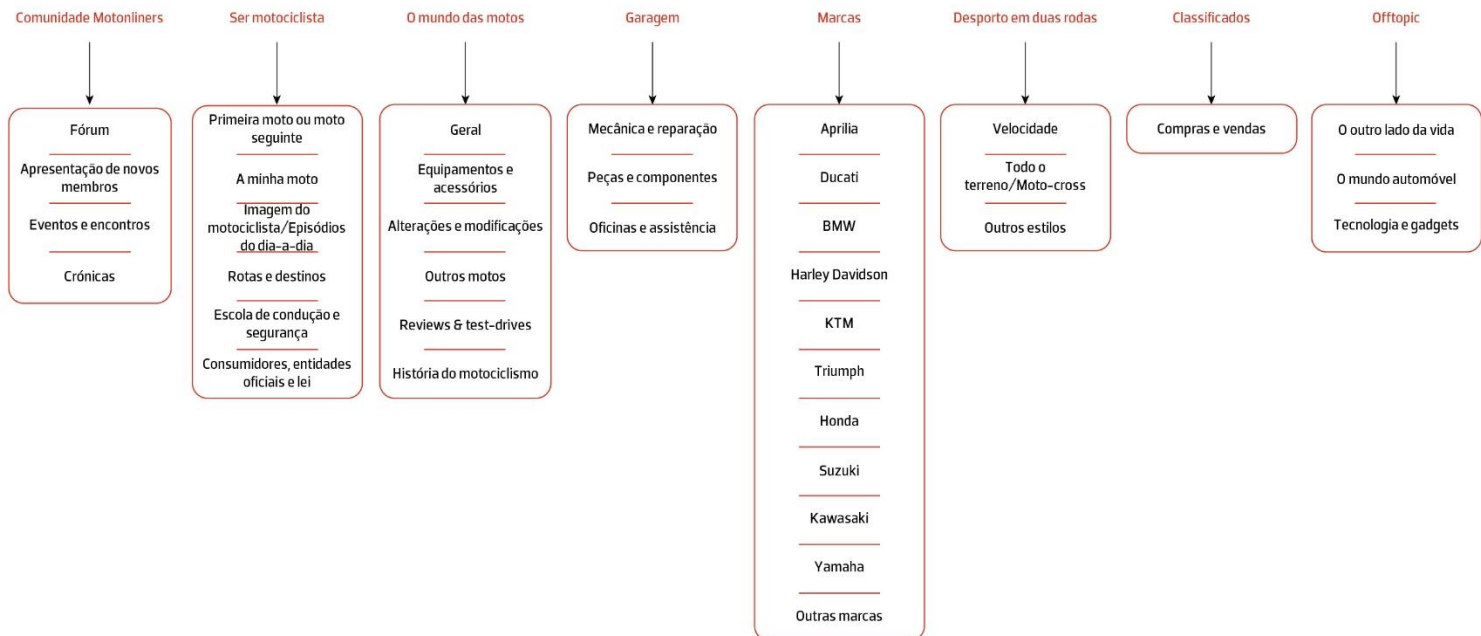 Comunidade Motonliners
Ser motociclista
O mundo das motos
Garagem
Marcas
Desporto em duas rodas
Classificados
Offtopic
Fórum
Apresentação de novos
membros
Eventos e encontros
Crónicas
Primeira moto ou moto
seguinte
A minha moto
Imagem do
motociclista/Episódios
do dia-a-dia
Rotas e destinos
Escola de condução e
segurança
Consumidores, entidades
oficiais e lei
Geral
Equipamentos e
acessórios
Alterações e modificações
Outros motos
Reviews & test-drives
História do motociclismo
Mecânica e reparação
Peças e componentes
Oficinas e assistência
Aprilia
Ducati
BMW
Harley Davidson
KTM
Triumph
Honda
Suzuki
Kawasaki
Yamaha
Outras marcas
Velocidade
Todo o
terreno/Moto-cross
Outros estilos
Compras e vendas
O outro lado da vida
O mundo automóvel
Tecnologia e gadgets